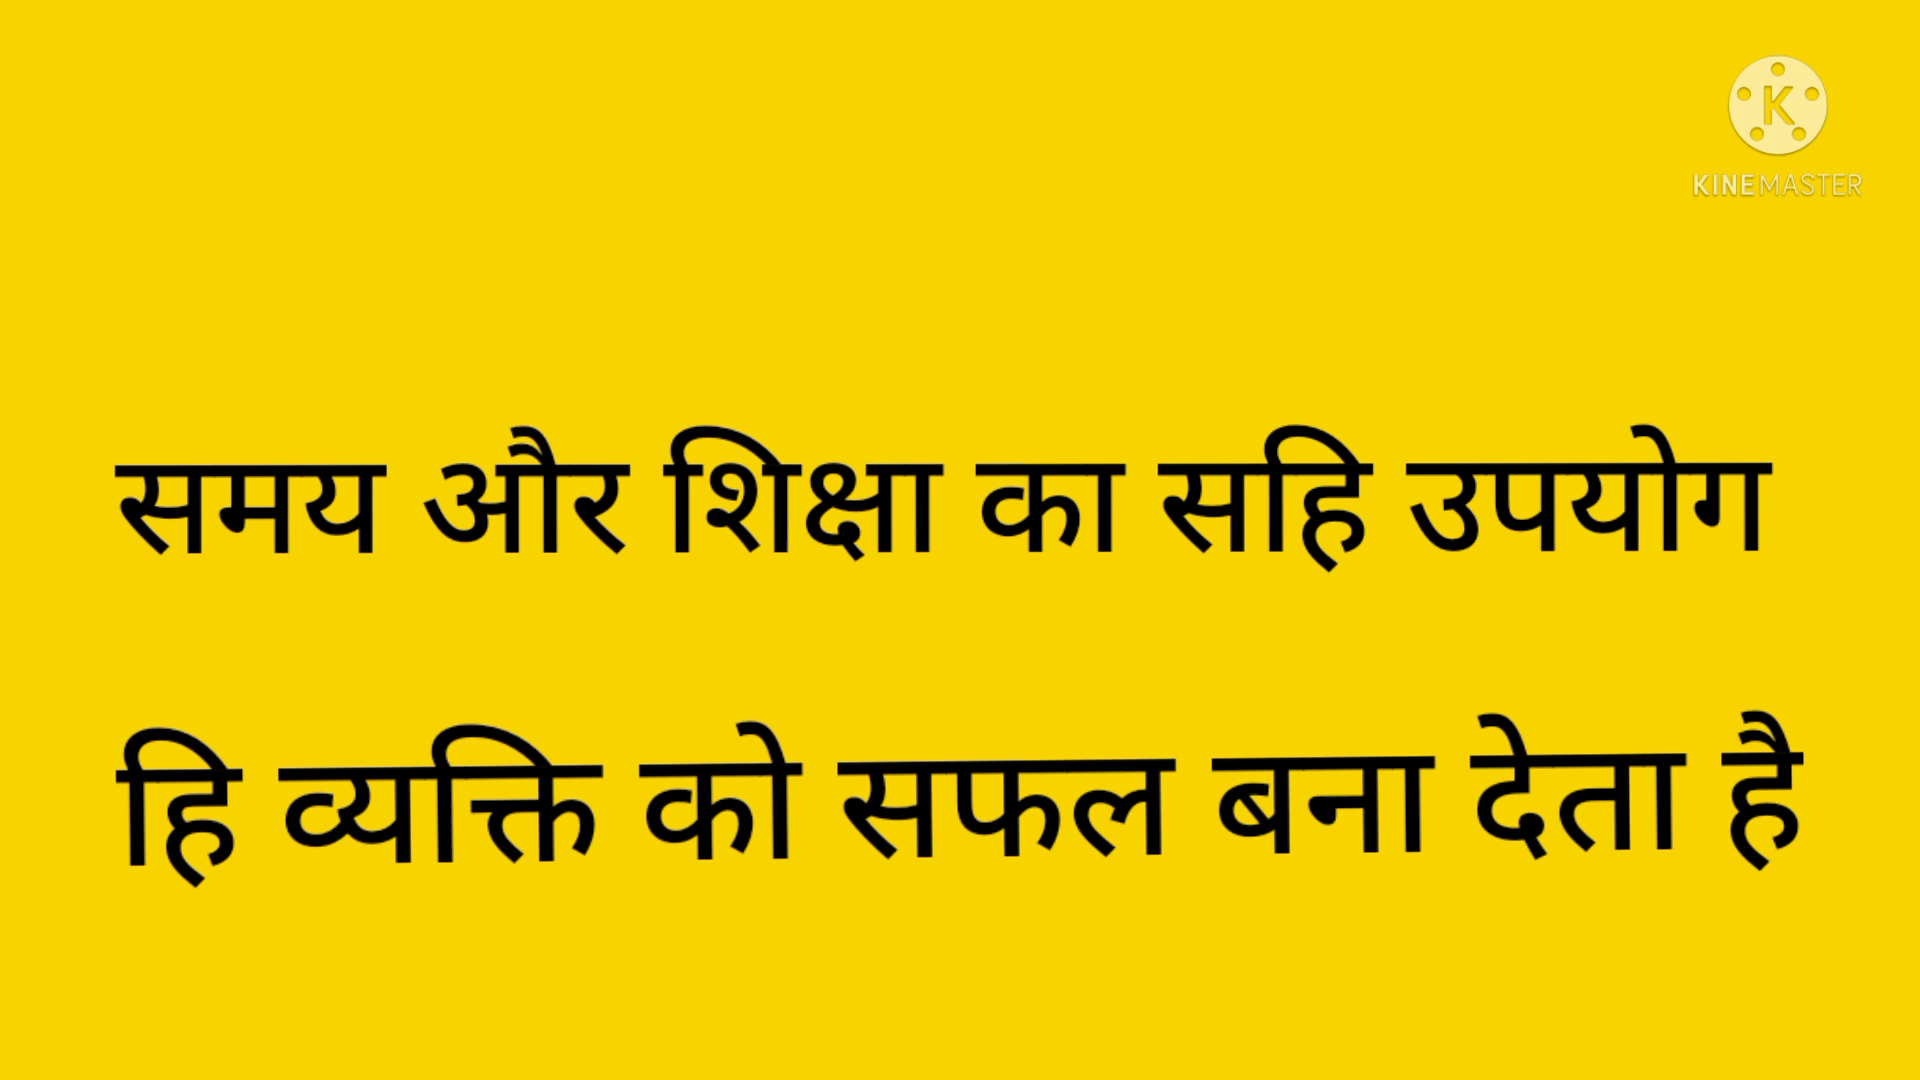 KINEMASTER
समय और शिक्षा का सहि उपयोग
हि व्यक्ति को सफल बना देता है